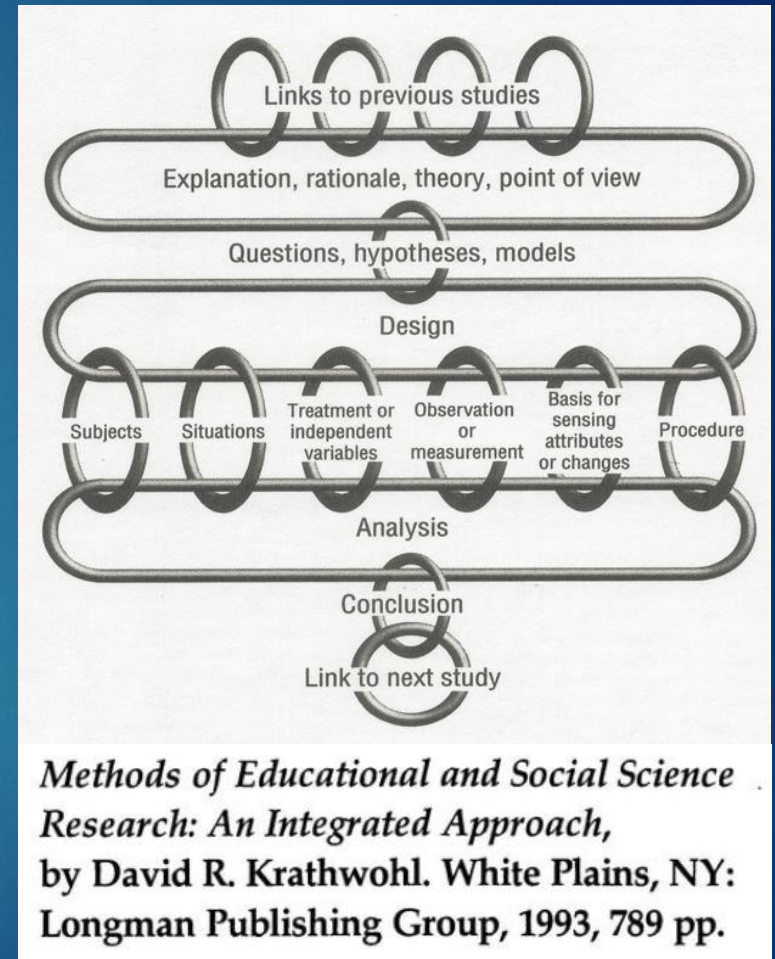 Links to previous studies
Explanation, rationale, theory, point of view
Questions, hypotheses, models
Design
Subjects
Situations
Treatment or
independent
variables
Observation
or
measurement
Basis for
sensing
attributes
or changes
Procedure
Analysis
Conclusion
Link to next study
Methods of Educational and Social Science
Research: An Integrated Approach,
by David R. Krathwohl. White Plains, NY:
Longman Publishing Group, 1993, 789 pp.